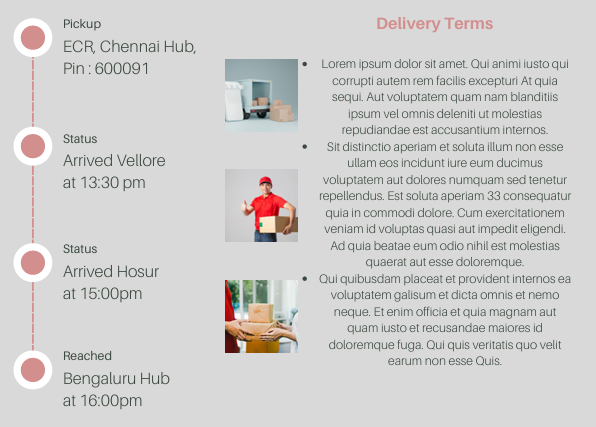 Pickup
ECR, Chennai Hub,
Pin : 600091
Status
Arrived Vellore
at 13:30 pm
Status
Arrived Hosur
at 15:00pm
Reached
Bengaluru Hub
at 16:00pm
Delivery Terms
• Lorem ipsum dolor sit amet. Qui animi iusto qui
corrupti autem rem facilis excepturi At quia
sequi. Aut voluptatem quam nam blanditiis
ipsum vel omnis deleniti ut molestias
repudiandae est accusantium internos.
• Sit distinctio aperiam et soluta illum non esse
ullam eos incidunt iure eum ducimus
voluptatem aut dolores numquam sed tenetur
repellendus. Est soluta aperiam 33 consequatur
quia in commodi dolore. Cum exercitationem
veniam id voluptas quasi aut impedit eligendi.
Ad quia beatae eum odio nihil est molestias
quaerat aut esse doloremque.
• Qui quibusdam placeat et provident internos ea
voluptatem galisum et dicta omnis et nemo
neque. Et enim officia et quia magnam aut
quam iusto et recusandae maiores id
doloremque fuga. Qui quis veritatis quo velit
earum non esse Quis.